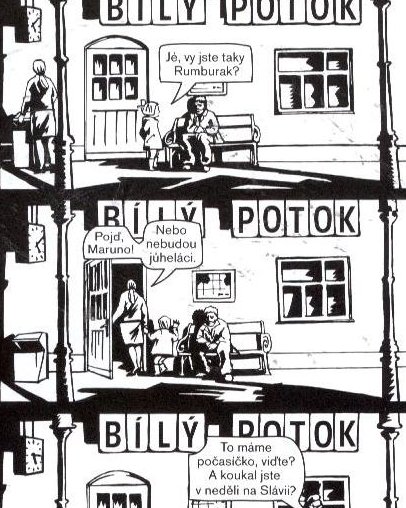 BÍLÝ POTOK
Jé, vy jste taky
Rumburak?
BÍLÝ POTOK
Pojď,
Maruno!
Nebo
nebudou
jůheláci.
BÍLÝ POTOK
To máme
počasíčko, viďte?
A koukal jste
v neděli na Slávii?